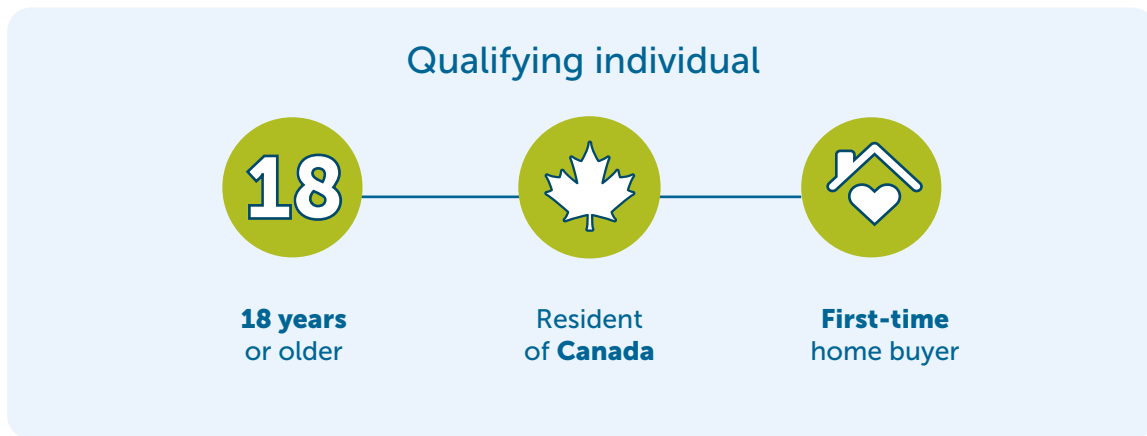 Qualifying individual
18
18 years
or older
Resident
of Canada
First-time
home buyer